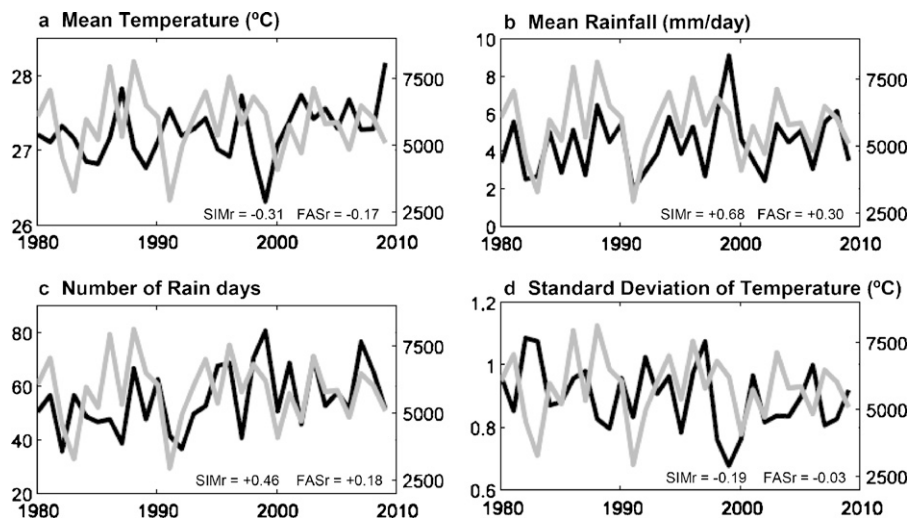 a Mean Temperature (ºC)
28
27
26
7500
5000
2500
SIMr = -0.31 FASr = -0.17
1980 1990 2000 2010
b Mean Rainfall (mm/day)
10
8
6
4
2
0
7500
5000
2500
SIMr = +0.68 FASr = +0.30
1980 1990 2000 2010
c Number of Rain days
80
60
40
20
7500
5000
2500
SIMr = +0.46 FASr = +0.18
1980 1990 2000 2010
d Standard Deviation of Temperature (ºC)
1.2
1
0.8
0.6
7500
5000
2500
SIMr = -0.19 FASr = -0.03
1980 1990 2000 2010